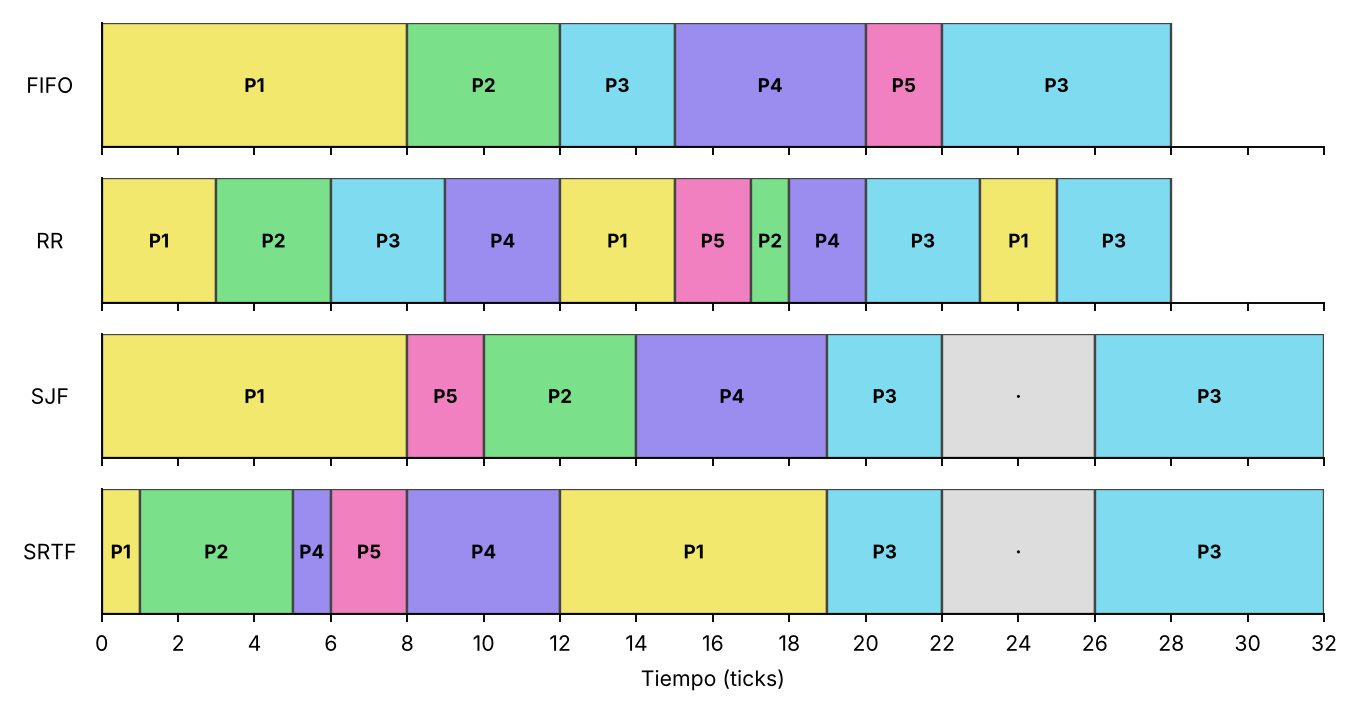 FIFO P1 P2 P3 P4 P5 P3
RR P1 P2 P3 P4 P1 P5 P2 P4 P3 P1 P3
SJF P1 P5 P2 P4 P3 · P3
SRTF P1 P2 P4 P5 P4 P1 P3 · P3
0 2 4 6 8 10 12 14 16 18 20 22 24 26 28 30 32
Tiempo (ticks)